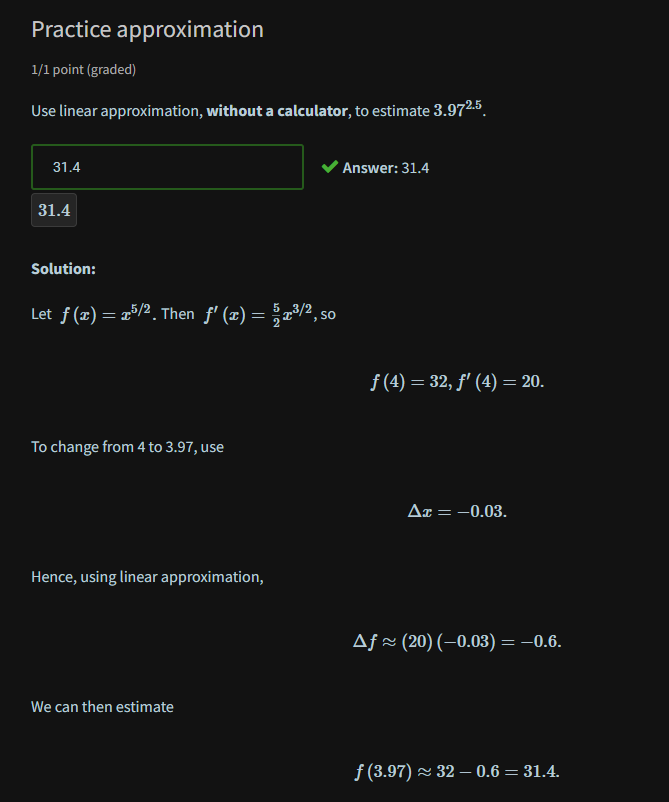 Practice approximation
1/1 point (graded)
Use linear approximation, without a calculator, to estimate 3.97^{2.5}.
31.4
✔ Answer: 31.4
31.4
Solution:
Let f(x) = x^{5/2}. Then f′(x) = \frac{5}{2}x^{3/2}, so
f(4) = 32, f′(4) = 20.
To change from 4 to 3.97, use
Δx = −0.03.
Hence, using linear approximation,
Δf ≈ (20)(−0.03) = −0.6.
We can then estimate
f(3.97) ≈ 32 − 0.6 = 31.4.